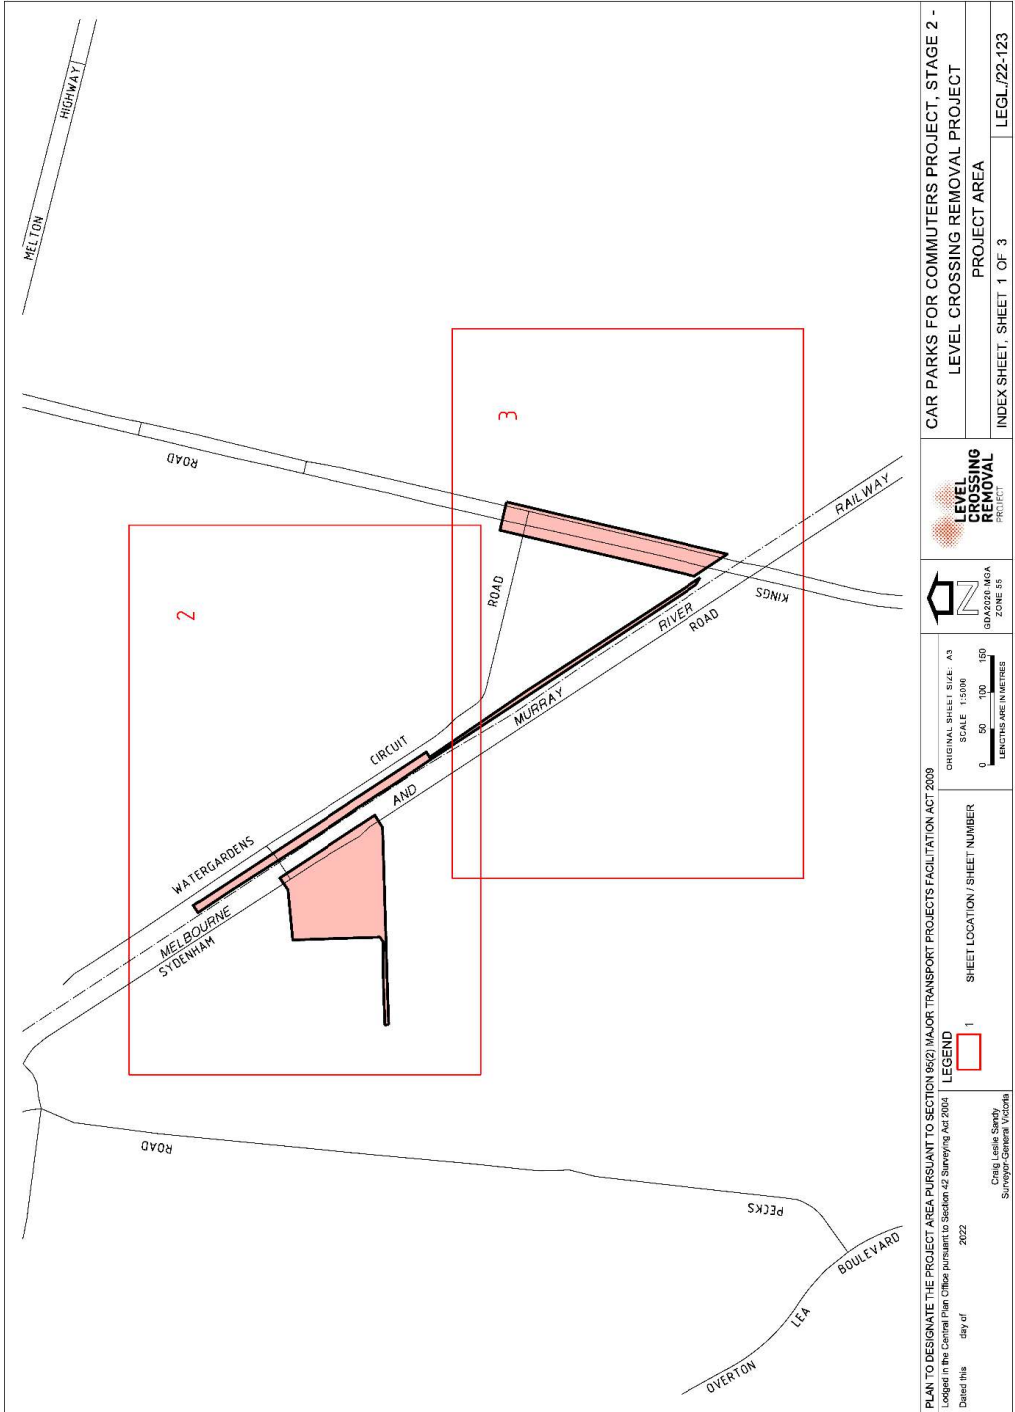 MELTON
HIGHWAY
ROAD
3
2
ROAD
KINGS
RAILWAY
RIVER
ROAD
MURRAY
CIRCUIT
AND
WATERGARDENS
MELBOURNE
SYDENHAM
ROAD
PECKS
BOULEVARD
LEA
OVERTON
PLAN TO DESIGNATE THE PROJECT AREA PURSUANT TO SECTION 95(2) MAJOR TRANSPORT PROJECTS FACILITATION ACT 2009
Lodged in the Central Plan Office pursuant to Section 42 Surveying Act 2004
Dated this day of 2022
Craig Leslie Sandy
Surveyor-General Victoria
LEGEND
1
SHEET LOCATION / SHEET NUMBER
ORIGINAL SHEET SIZE: A3
SCALE 1:5000
0 50 100 150
LENGTHS ARE IN METRES
N
GDA2020 MGA
ZONE 55
LEVEL
CROSSING
REMOVAL
PROJECT
CAR PARKS FOR COMMUTERS PROJECT, STAGE 2 -
LEVEL CROSSING REMOVAL PROJECT
PROJECT AREA
INDEX SHEET, SHEET 1 OF 3
LEGL./22-123